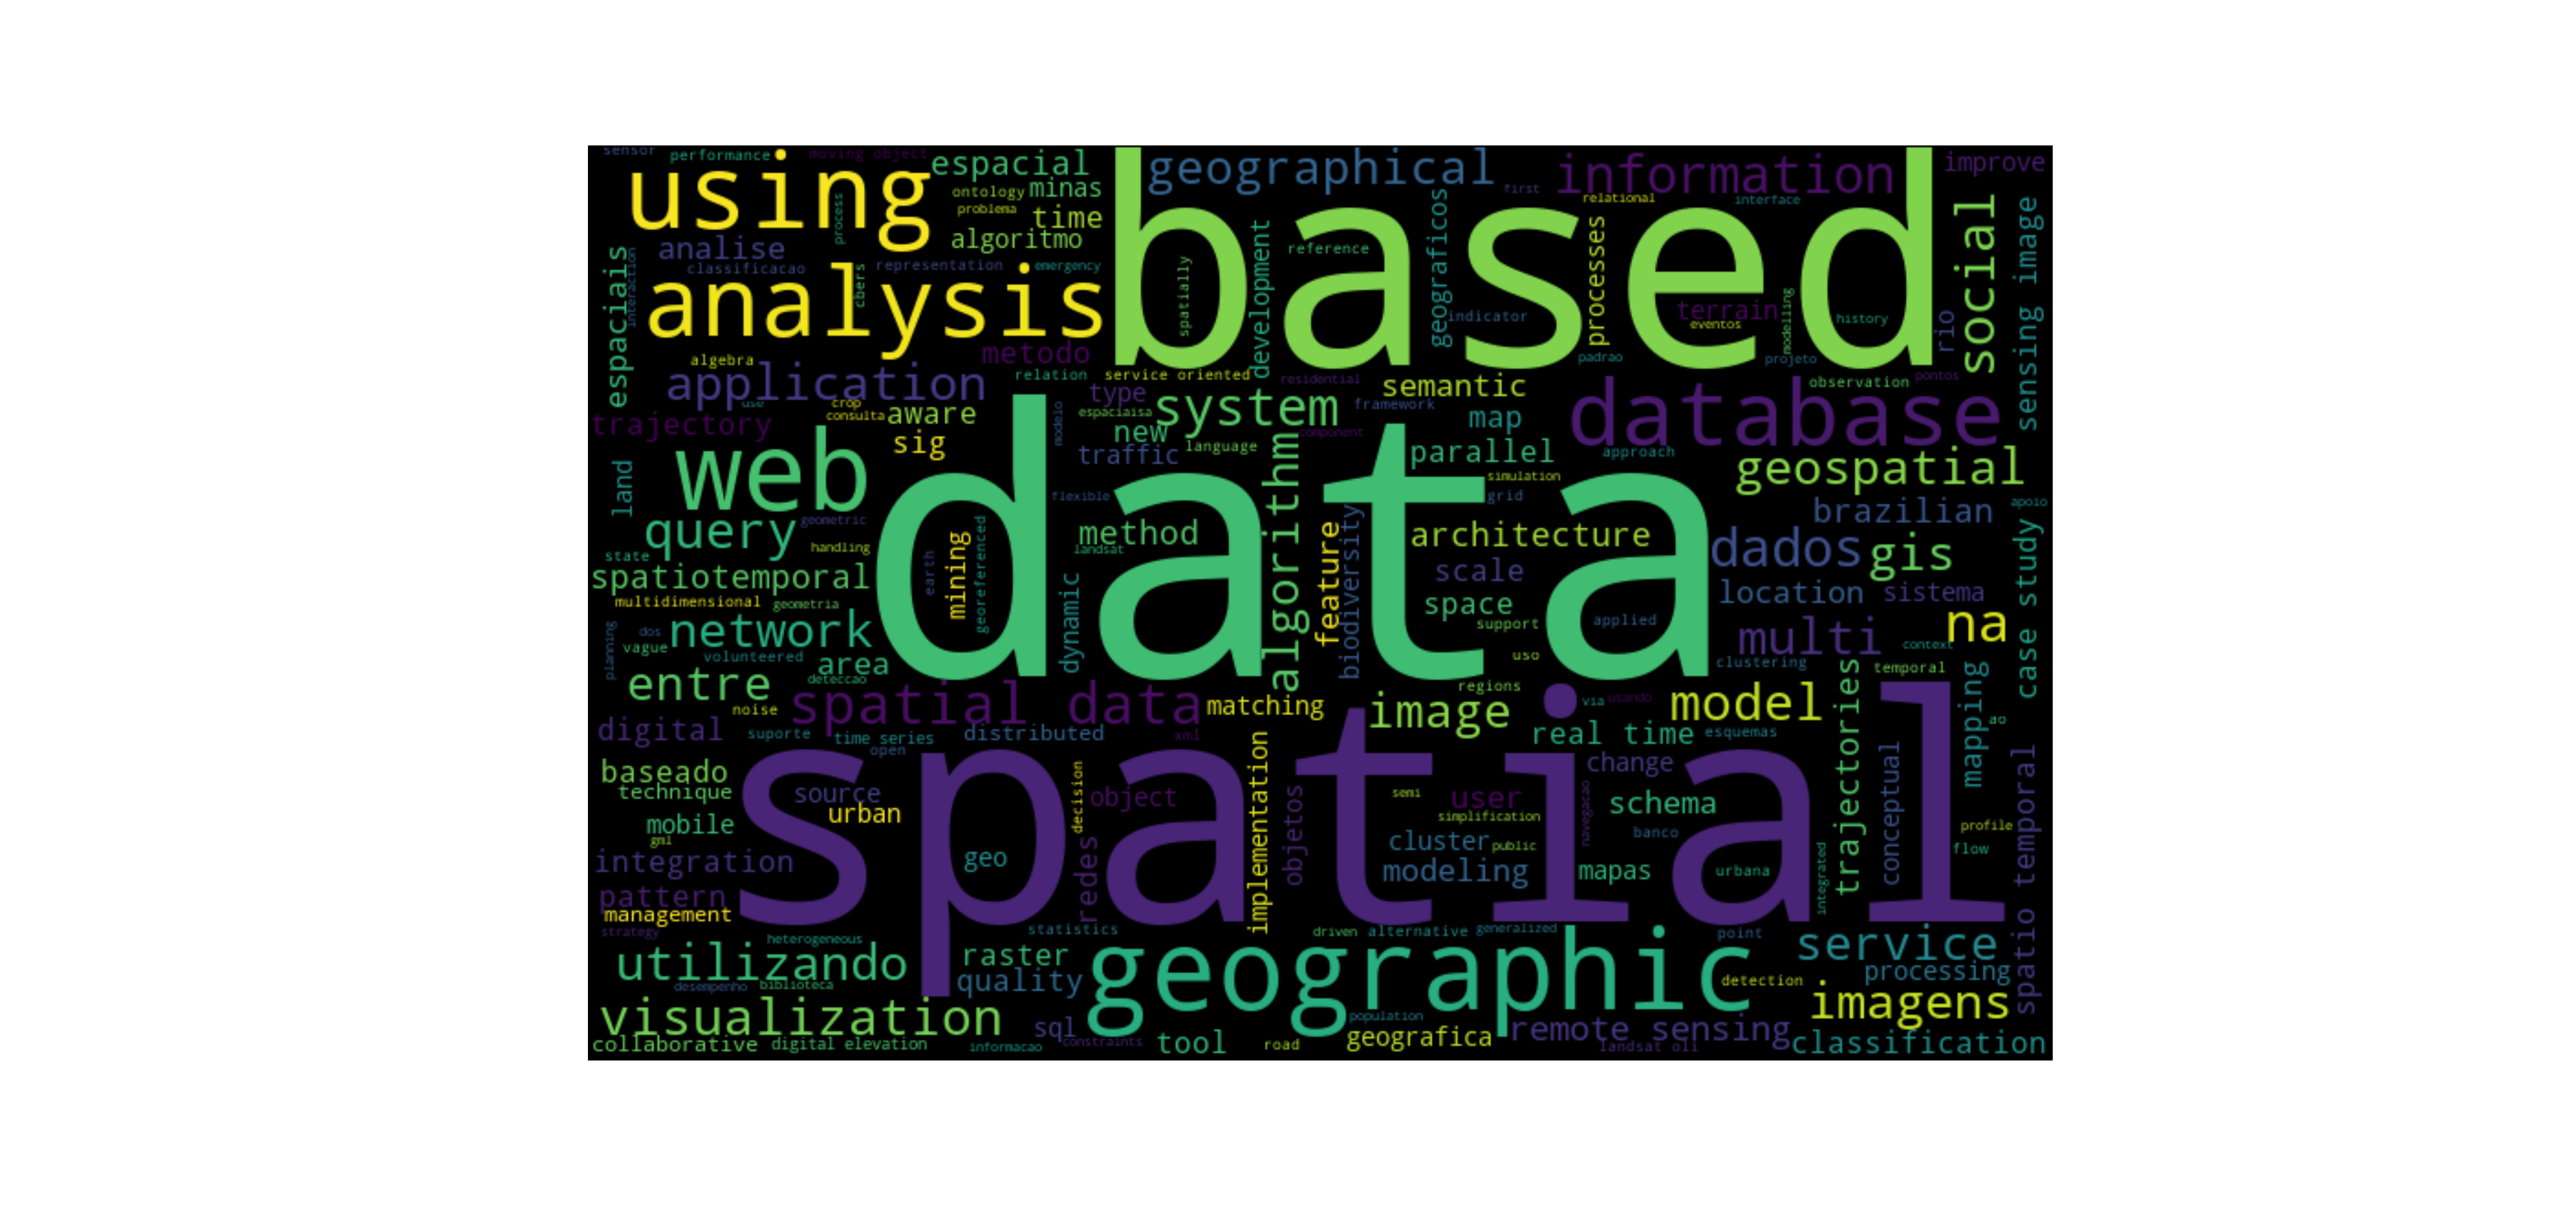 sensor
performance
moving object
espacial
geographical
information
improve
using
ontology
minas
first
relational
interface
problema
time
process
algoritmo
based
social
sensing image
analise
classificacao
representation
emergency
espaciais
interaction
cbers
analysis
spatially
development
reference
geograficos
processes
indicator
terrain
eventos
modelling
history
rio
metodo
algebra
padrao
projeto
application
relation
service oriented
residential
semantic
observation
pontos
use
crop
consulta
aware
modelo
type
espaciaisa
system
framework
map
database
trajectory
sig
new
component
traffic
language
parallel
approach
geospatial
web
land
data
algorithm
simulation
grid
flexible
brazilian
apoio
query
geometric
handling
state
mining
earth
georeferenced
method
landsat
feature
biodiversity
architecture
dados
gis
case study
spatiotemporal
scale
multidimensional
geometria
dynamic
space
support
applied
location
sistema
network
planning
dos
vague
volunteered
area
deteccao
uso
multi
na
context
clustering
temporal
entre
noise
spatial data
matching
regions
image
via
usando
model
trajectories
mapping
ao
digital
suporte
time series
open
distributed
xml
real time
esquemas
baseado
technique
source
urban
decision
object
implementation
objetos
change
semi
user
simplification
navegacao
schema
conceptual
spatio temporal
mobile
gml
spatial
cluster
public
banco
profile
flow
integration
geo
redes
modeling
mapas
urbana
integrated
pattern
management
strategy
heterogeneous
statistics
driven
alternative
generalized
point
service
utilizando
raster
quality
geographic
detection
processing
desempenho
biblioteca
imagens
visualization
sql
population
constraints
geografica
remote sensing
landsat oli
collaborative
digital elevation
informacao
tool
road
classification